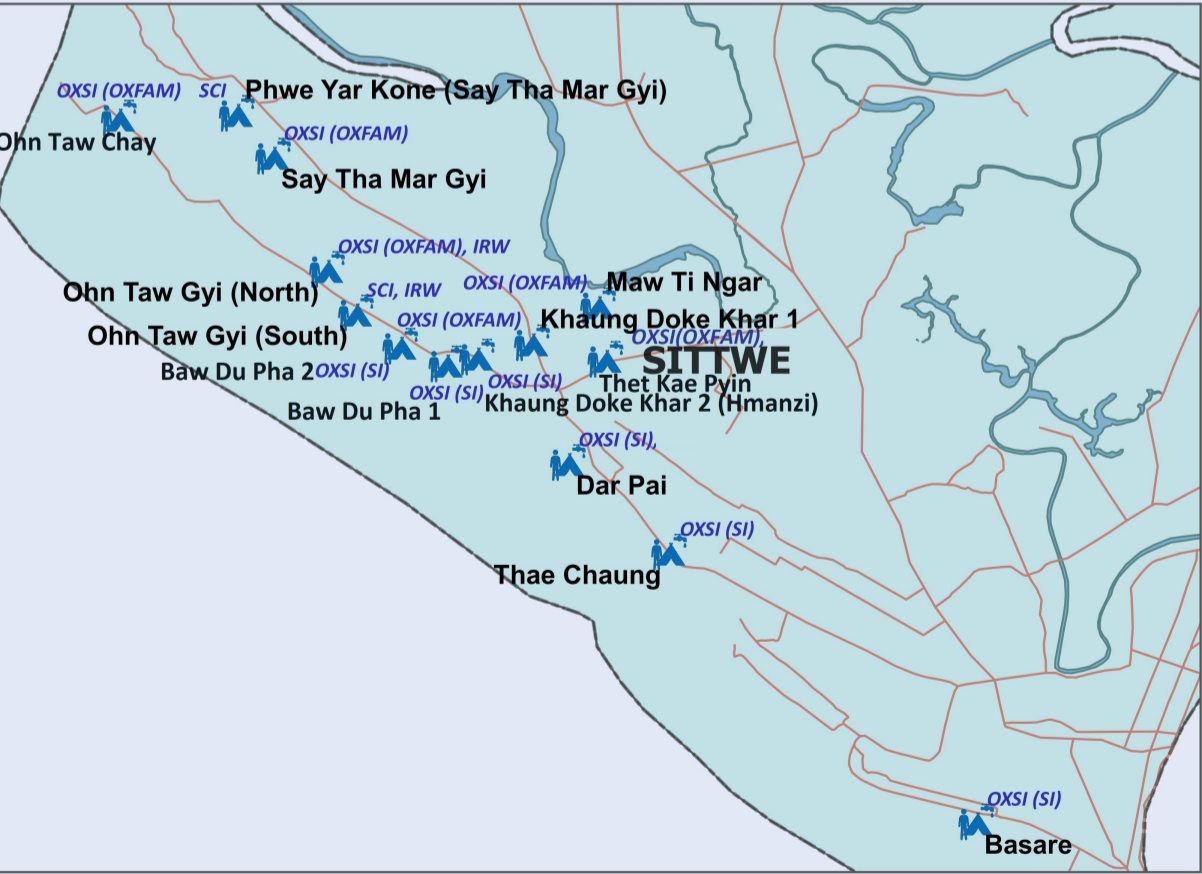 OXSI (OXFAM)
SCI
Phwe Yar Kone (Say Tha Mar Gyi)
Ohn Taw Chay
OXSI (OXFAM)
Say Tha Mar Gyi
OXSI (OXFAM), IRW
Ohn Taw Gyi (North)
SCI, IRW
OXSI (OXFAM)
Maw Ti Ngar
Ohn Taw Gyi (South)
OXSI (OXFAM)
Khaung Doke Khar 1
OXSI(OXFAM),
SITTWE
Baw Du Pha 2
OXSI (SI)
OXSI (SI)
OXSI (SI)
Thet Kae Pyin
Baw Du Pha 1
Khaung Doke Khar 2 (Hmanzi)
OXSI (SI),
Dar Pai
OXSI (SI)
Thae Chaung
OXSI (SI)
Basare